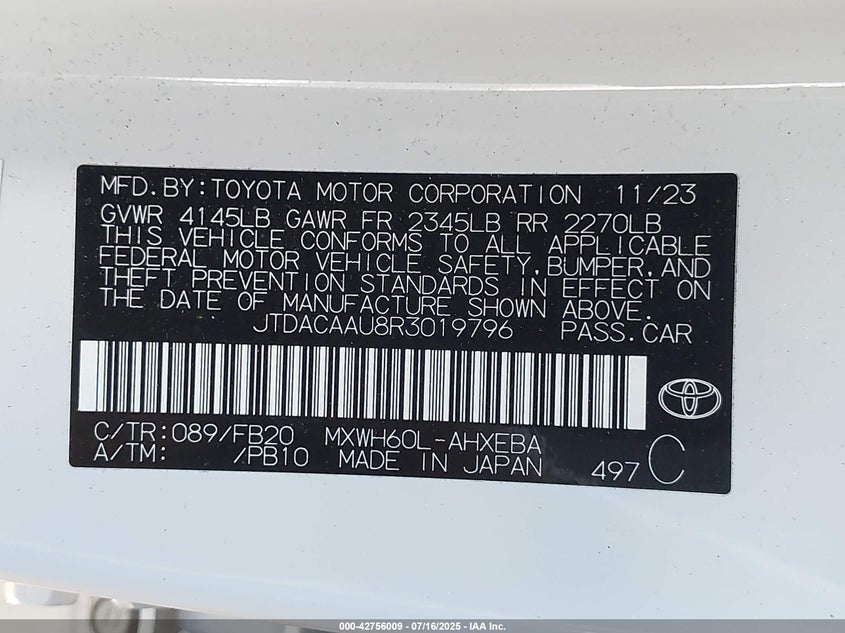 MFD.BY:TOYOTA MOTOR CORPORATION 11/23
GVWR 4145LB GAWR FR 2345LB RR 2270LB
THIS VEHICLE CONFORMS TO ALL APPLICABLE
FEDERAL MOTOR VEHICLE SAFETY,BUMPER,AND
THEFT PREVENTION STANDARDS IN EFFECT ON
THE DATE OF MANUFACTURE SHOWN ABOVE.
JTDACAAU8R3019796 PASS.CAR
C/TR:089/FB20 MXWH60L-AHXEBA
A/TM: /PB10 MADE IN JAPAN 497 C
000-42756009 - 07/16/2025 - IAA Inc.